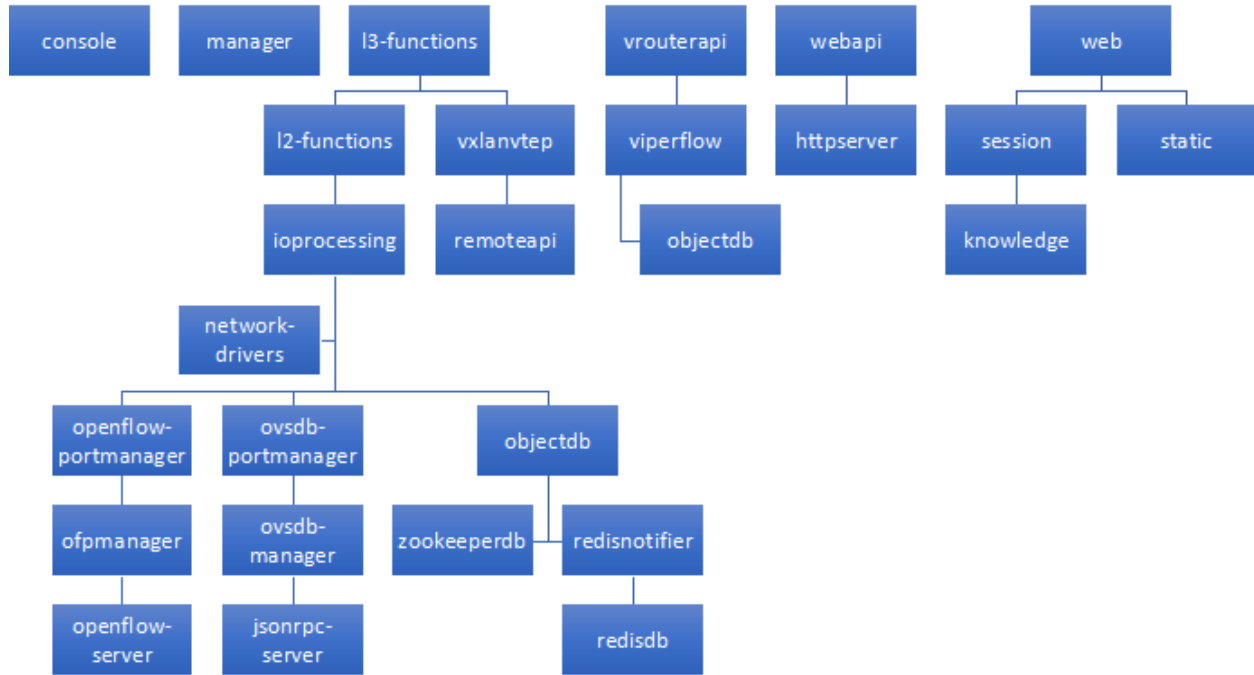 console
manager
l3-functions
vrouterapi
webapi
web
l2-functions
vxlanvtep
viperflow
httpserver
session
static
ioprocessing
remoteapi
objectdb
knowledge
network-
drivers
openflow-
portmanager
ovsdb-
portmanager
objectdb
ofpmanager
ovsdb-
manager
zookeeperdb
redisnotifier
openflow-
server
jsonrpc-
server
redisdb